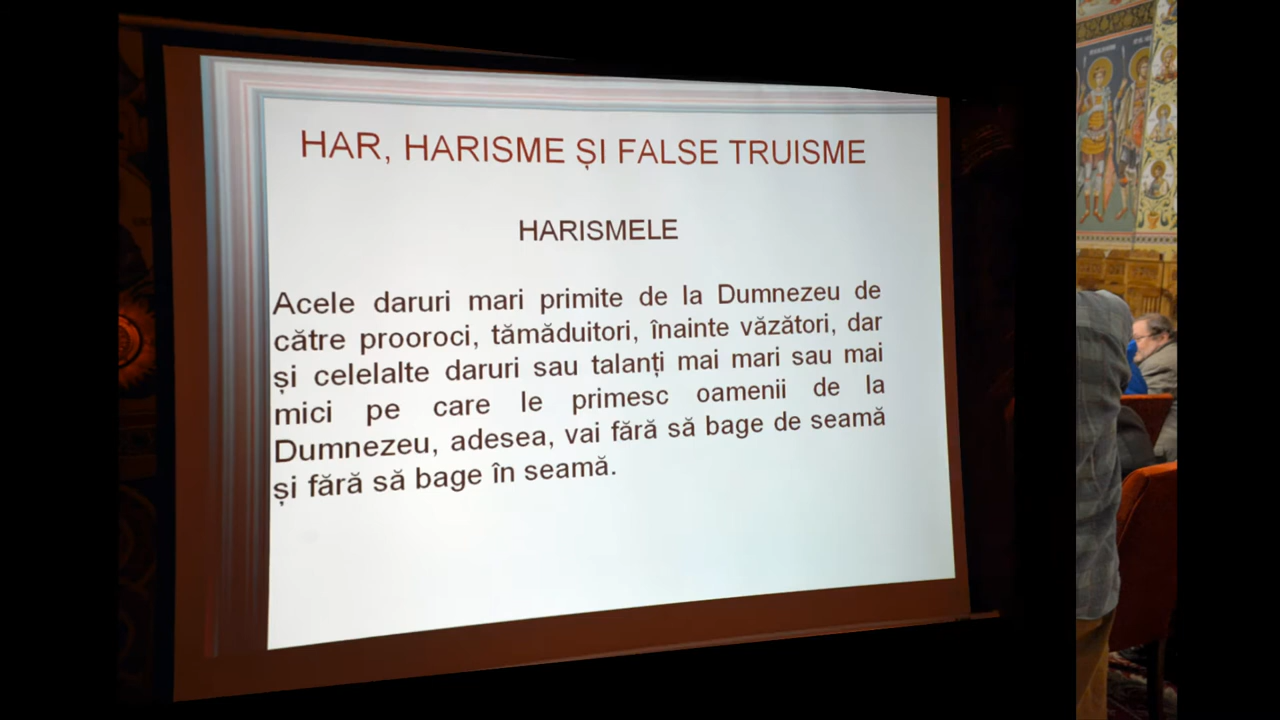 HAR, HARISME ȘI FALSE TRUISME
HARISMELE
Acele daruri mari primite de la Dumnezeu de
către prooroci, tămăduitori, înainte văzători, dar
și celelalte daruri sau talanți mai mari sau mai
mici pe care le primesc oamenii de la
Dumnezeu, adesea, vai fără să bage de seamă
și fără să bage în seamă.